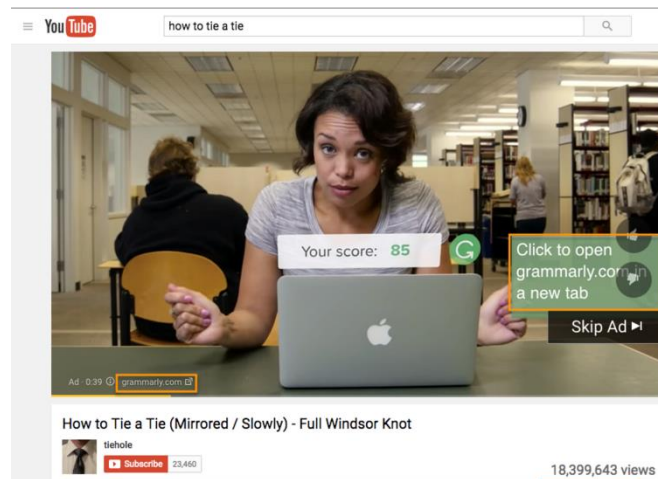 YouTube
how to tie a tie
Your score: 85
Click to open
grammarly.com in
a new tab
Skip Ad
Ad · 0:39 grammarly.com
How to Tie a Tie (Mirrored / Slowly) - Full Windsor Knot
tiehole
Subscribe 23,460
18,399,643 views